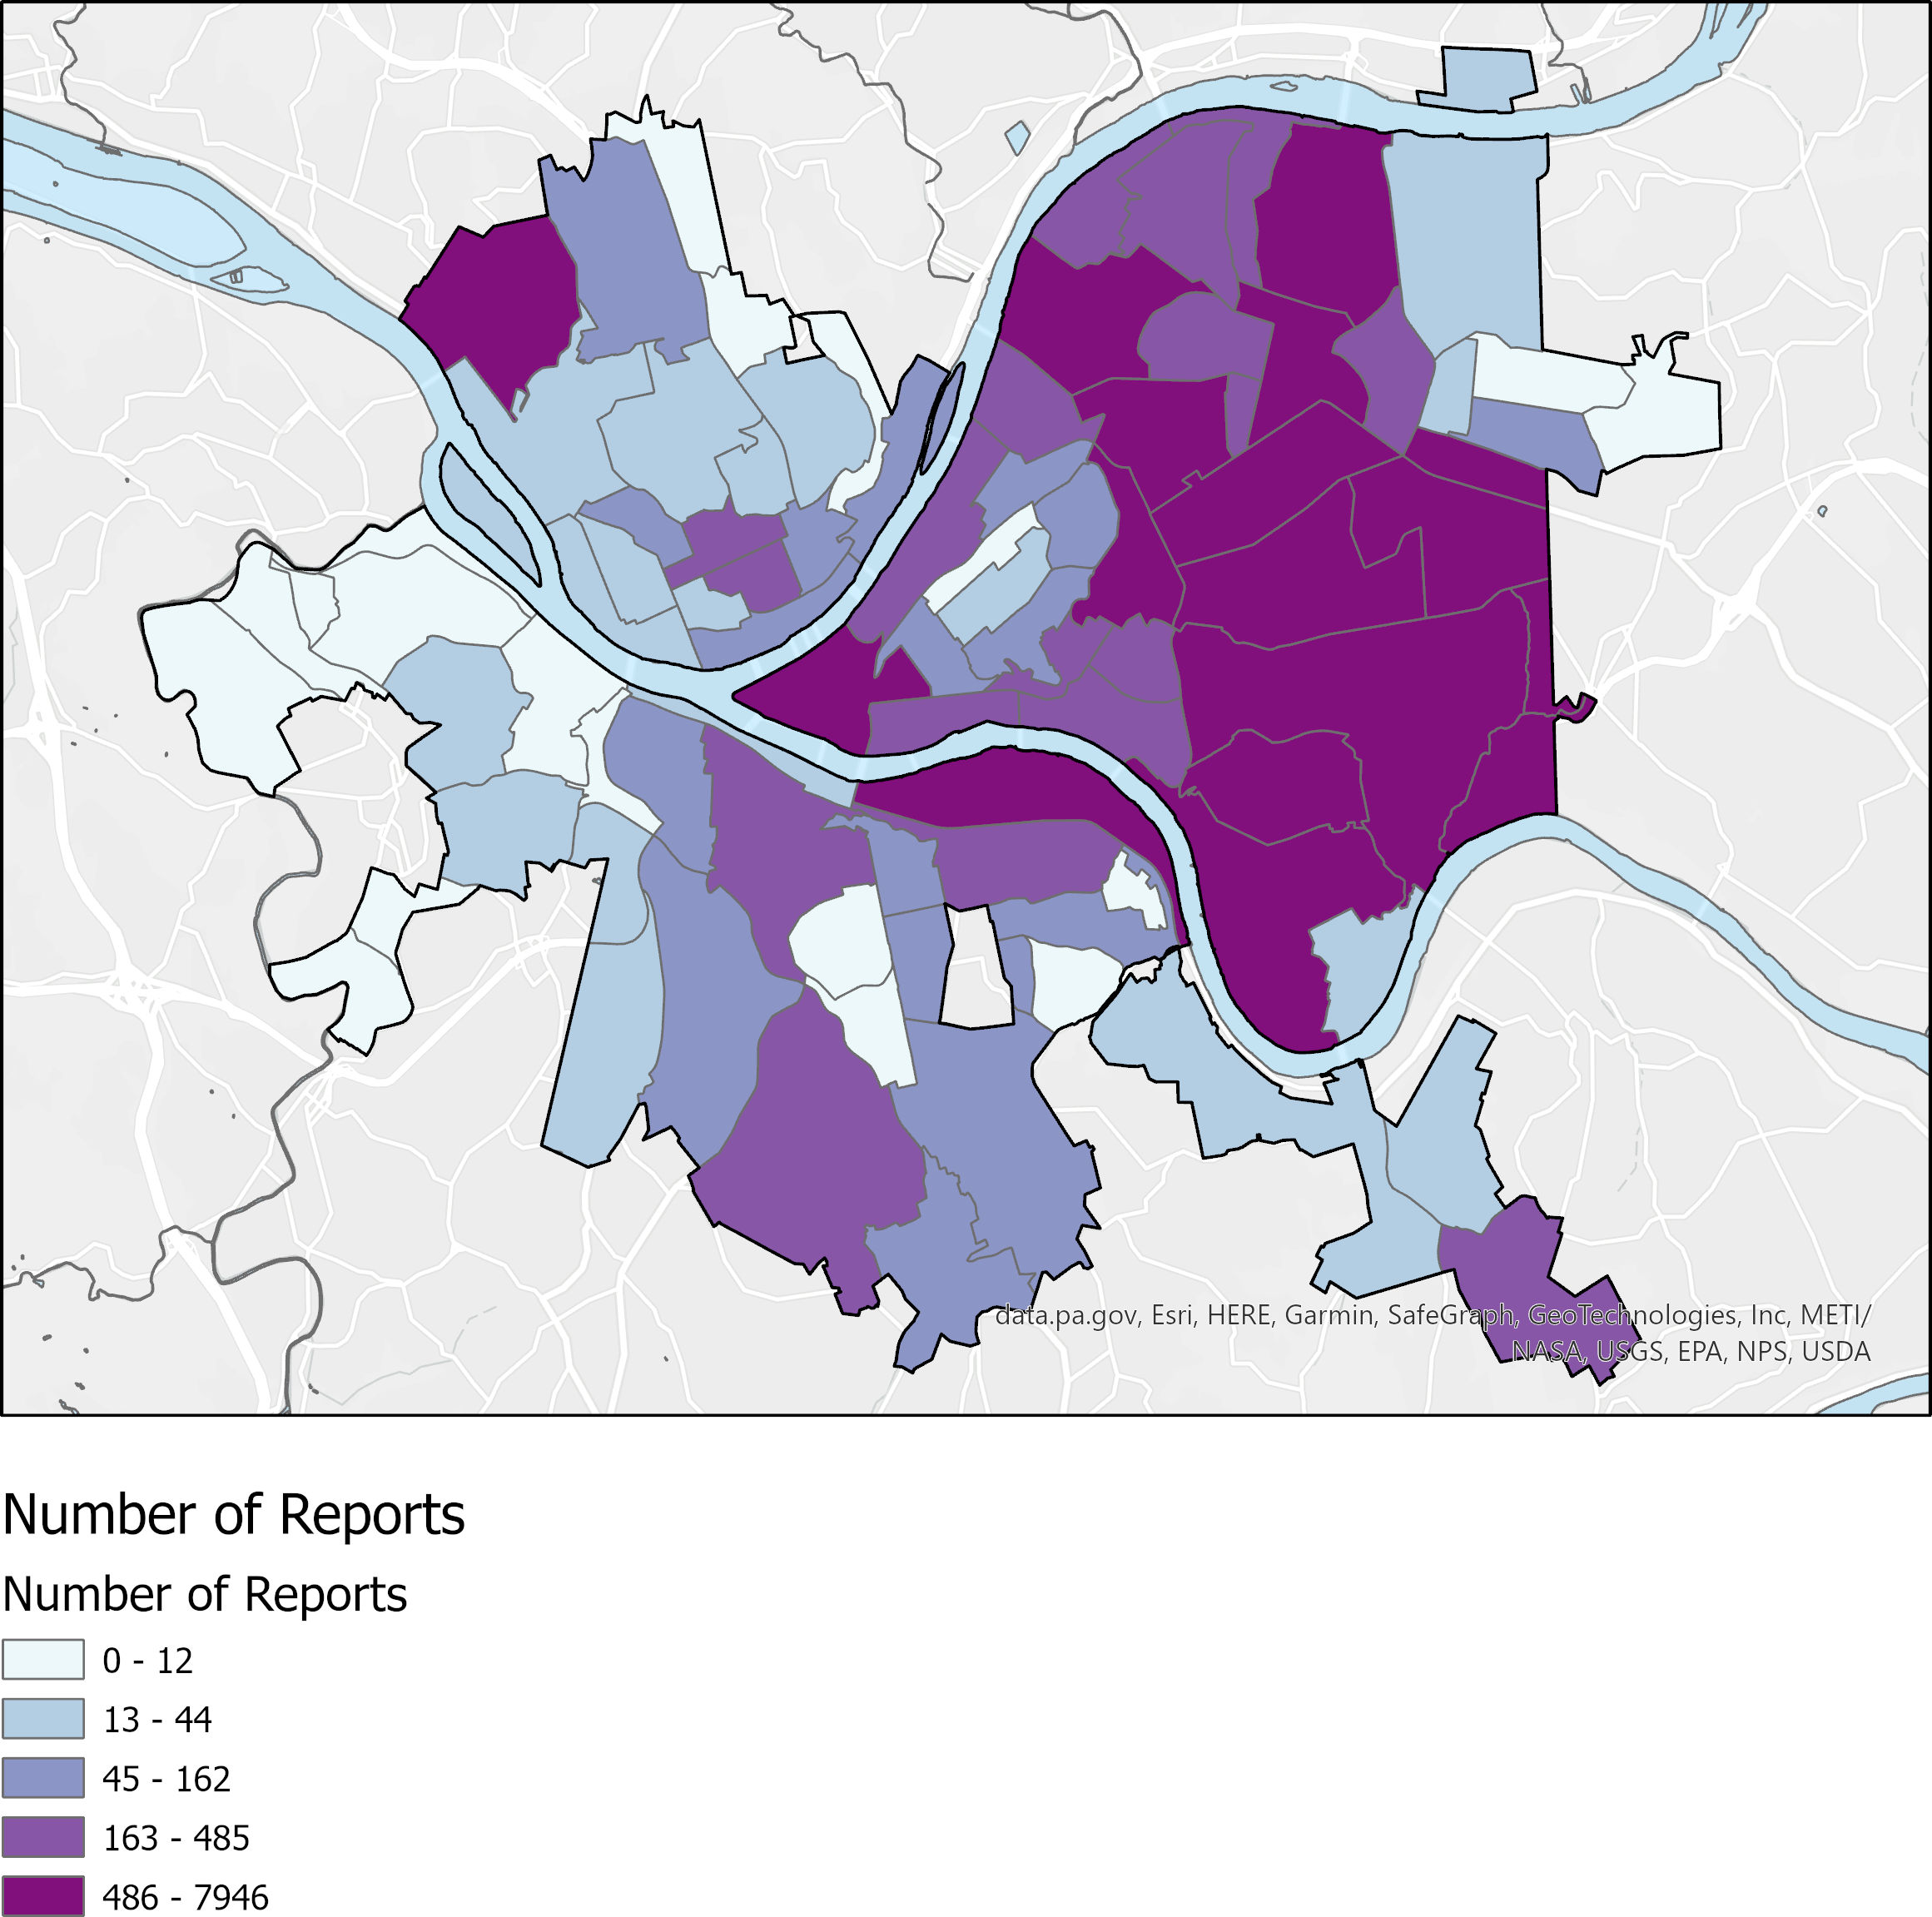 data.pa.gov, Esri, HERE, Garmin, SafeGraph, GeoTechnologies, Inc, METI/
NASA, USGS, EPA, NPS, USDA
Number of Reports
Number of Reports
0 - 12
13 - 44
45 - 162
163 - 485
486 - 7946